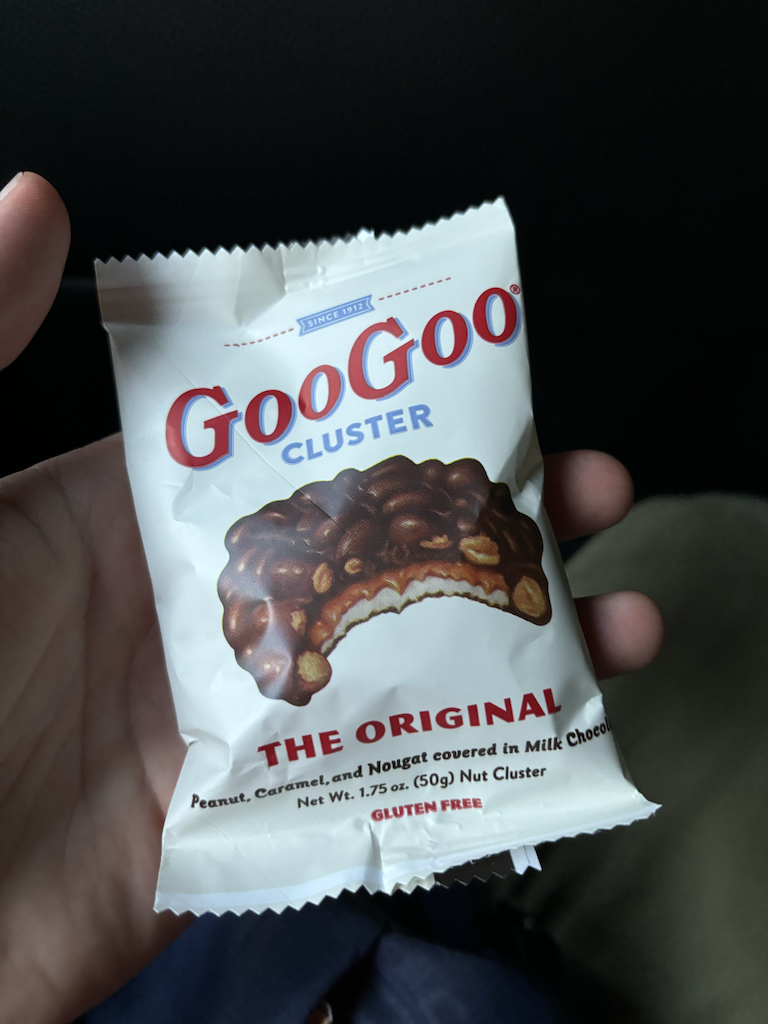 SINCE 1912
GooGoo®
CLUSTER
THE ORIGINAL
Peanut, Caramel, and Nougat covered in Milk
Net Wt. 1.75 oz. (50g) Nut Cluster
GLUTEN FREE